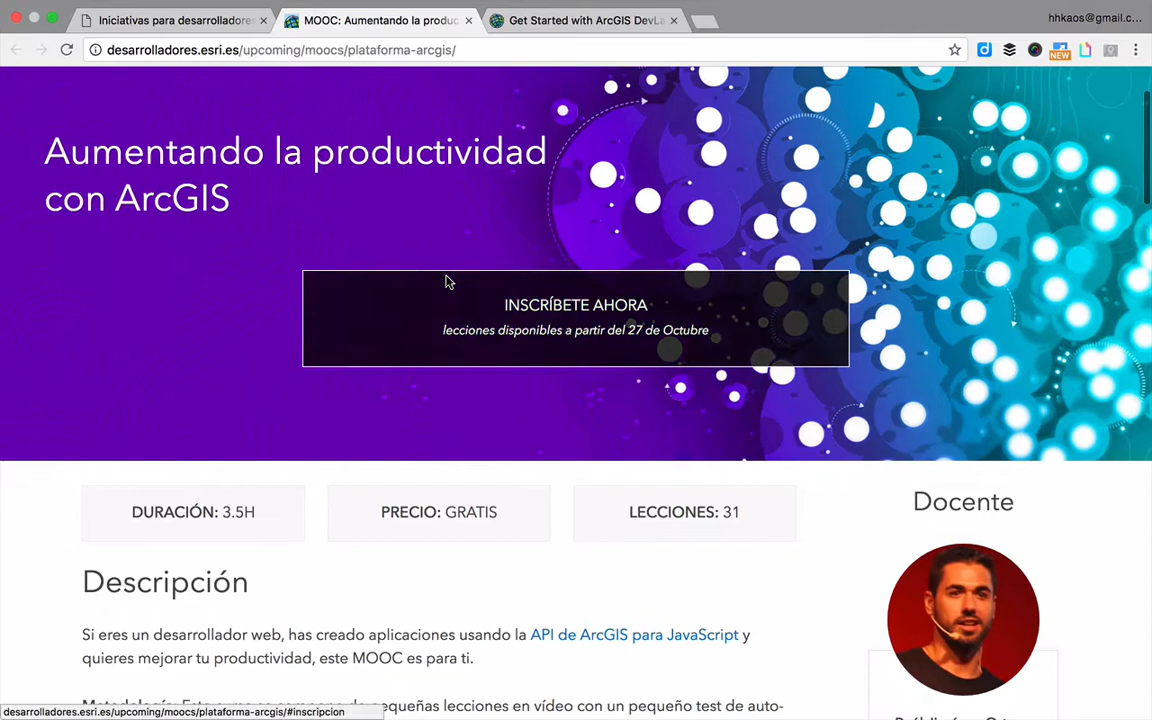 Iniciativas para desarrolladores
MOOC: Aumentando la produc
Get Started with ArcGIS DevLa
hhkaos@gmail.c...
desarrolladores.esri.es/upcoming/moocs/plataforma-arcgis/
NEW
Aumentando la productividad
con ArcGIS
INSCRÍBETE AHORA
lecciones disponibles a partir del 27 de Octubre
DURACIÓN: 3.5H
PRECIO: GRATIS
LECCIONES: 31
Docente
Descripción
Si eres un desarrollador web, has creado aplicaciones usando la API de ArcGIS para JavaScript y
quieres mejorar tu productividad, este MOOC es para ti.
pequeñas lecciones en vídeo con un pequeño test de auto-
desarrolladores.esri.es/upcoming/moocs/plataforma-arcgis/#inscripcion